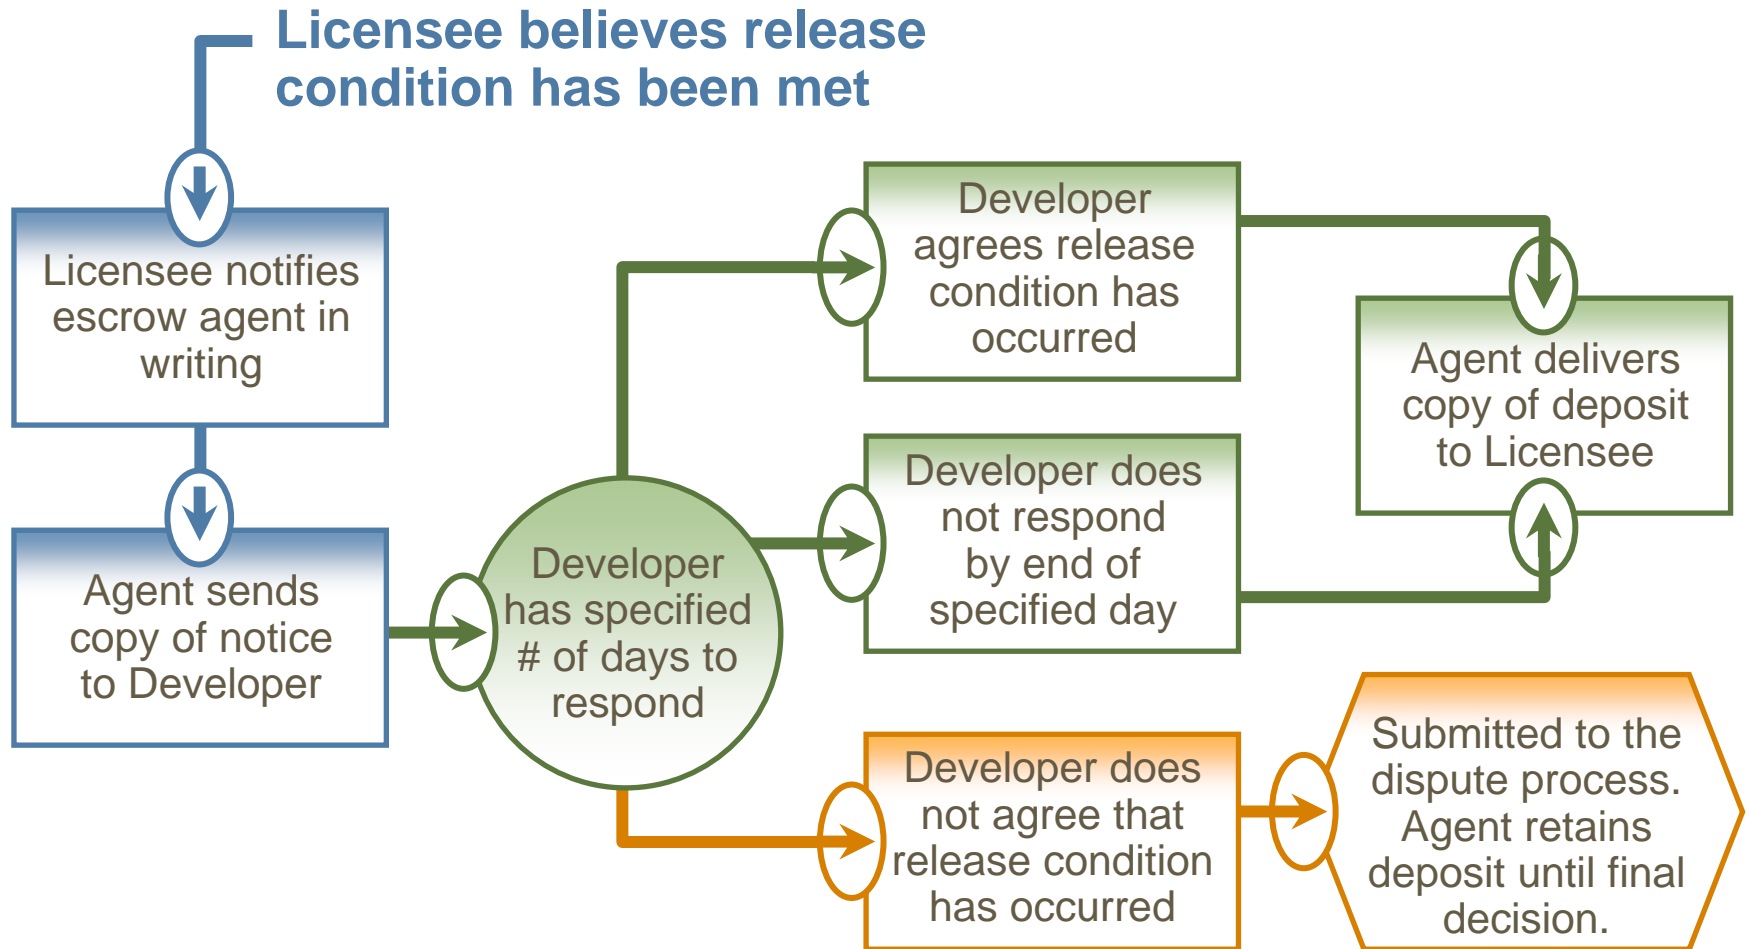 Licensee believes release
condition has been met
Licensee notifies
escrow agent in
writing
Agent sends
copy of notice
to Developer
Developer
has specified
# of days to
respond
Developer
agrees release
condition has
occurred
Developer does
not respond
by end of
specified day
Developer does
not agree that
release condition
has occurred
Agent delivers
copy of deposit
to Licensee
Submitted to the
dispute process.
Agent retains
deposit until final
decision.